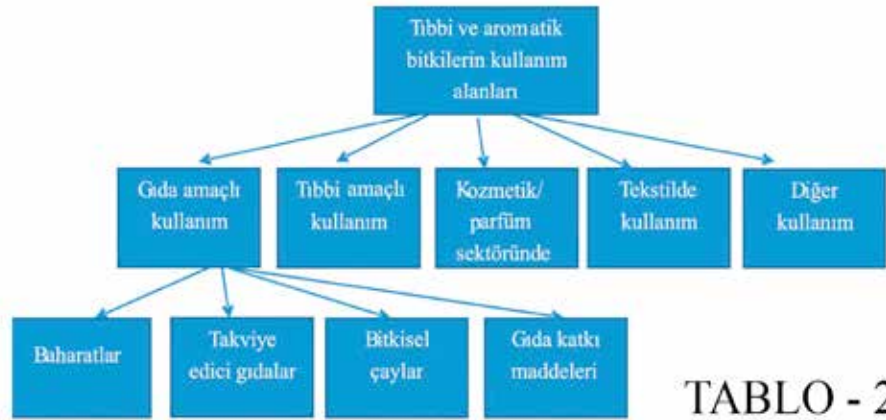 Tıbbi ve aromatik
bitkilerin kullanım
alanları
Gıda amaçlı
kullanım
Tıbbi amaçlı
kullanım
Kozmetik/
parfüm
sektöründe
Tekstilde
kullanım
Diğer
kullanım
Baharatlar
Takviye
edici gıdalar
Bitkisel
çaylar
Gıda katkı
maddeleri
TABLO - 2